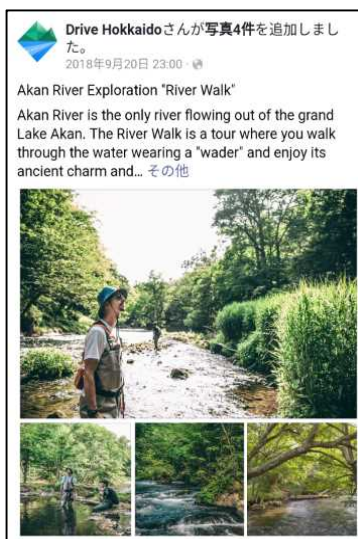 Drive Hokkaidoさんが写真4件を追加しまし
た。
2018年9月20日 23:00 ·
Akan River Exploration "River Walk"
Akan River is the only river flowing out of the grand
Lake Akan. The River Walk is a tour where you walk
through the water wearing a "wader" and enjoy its
ancient charm and... その他